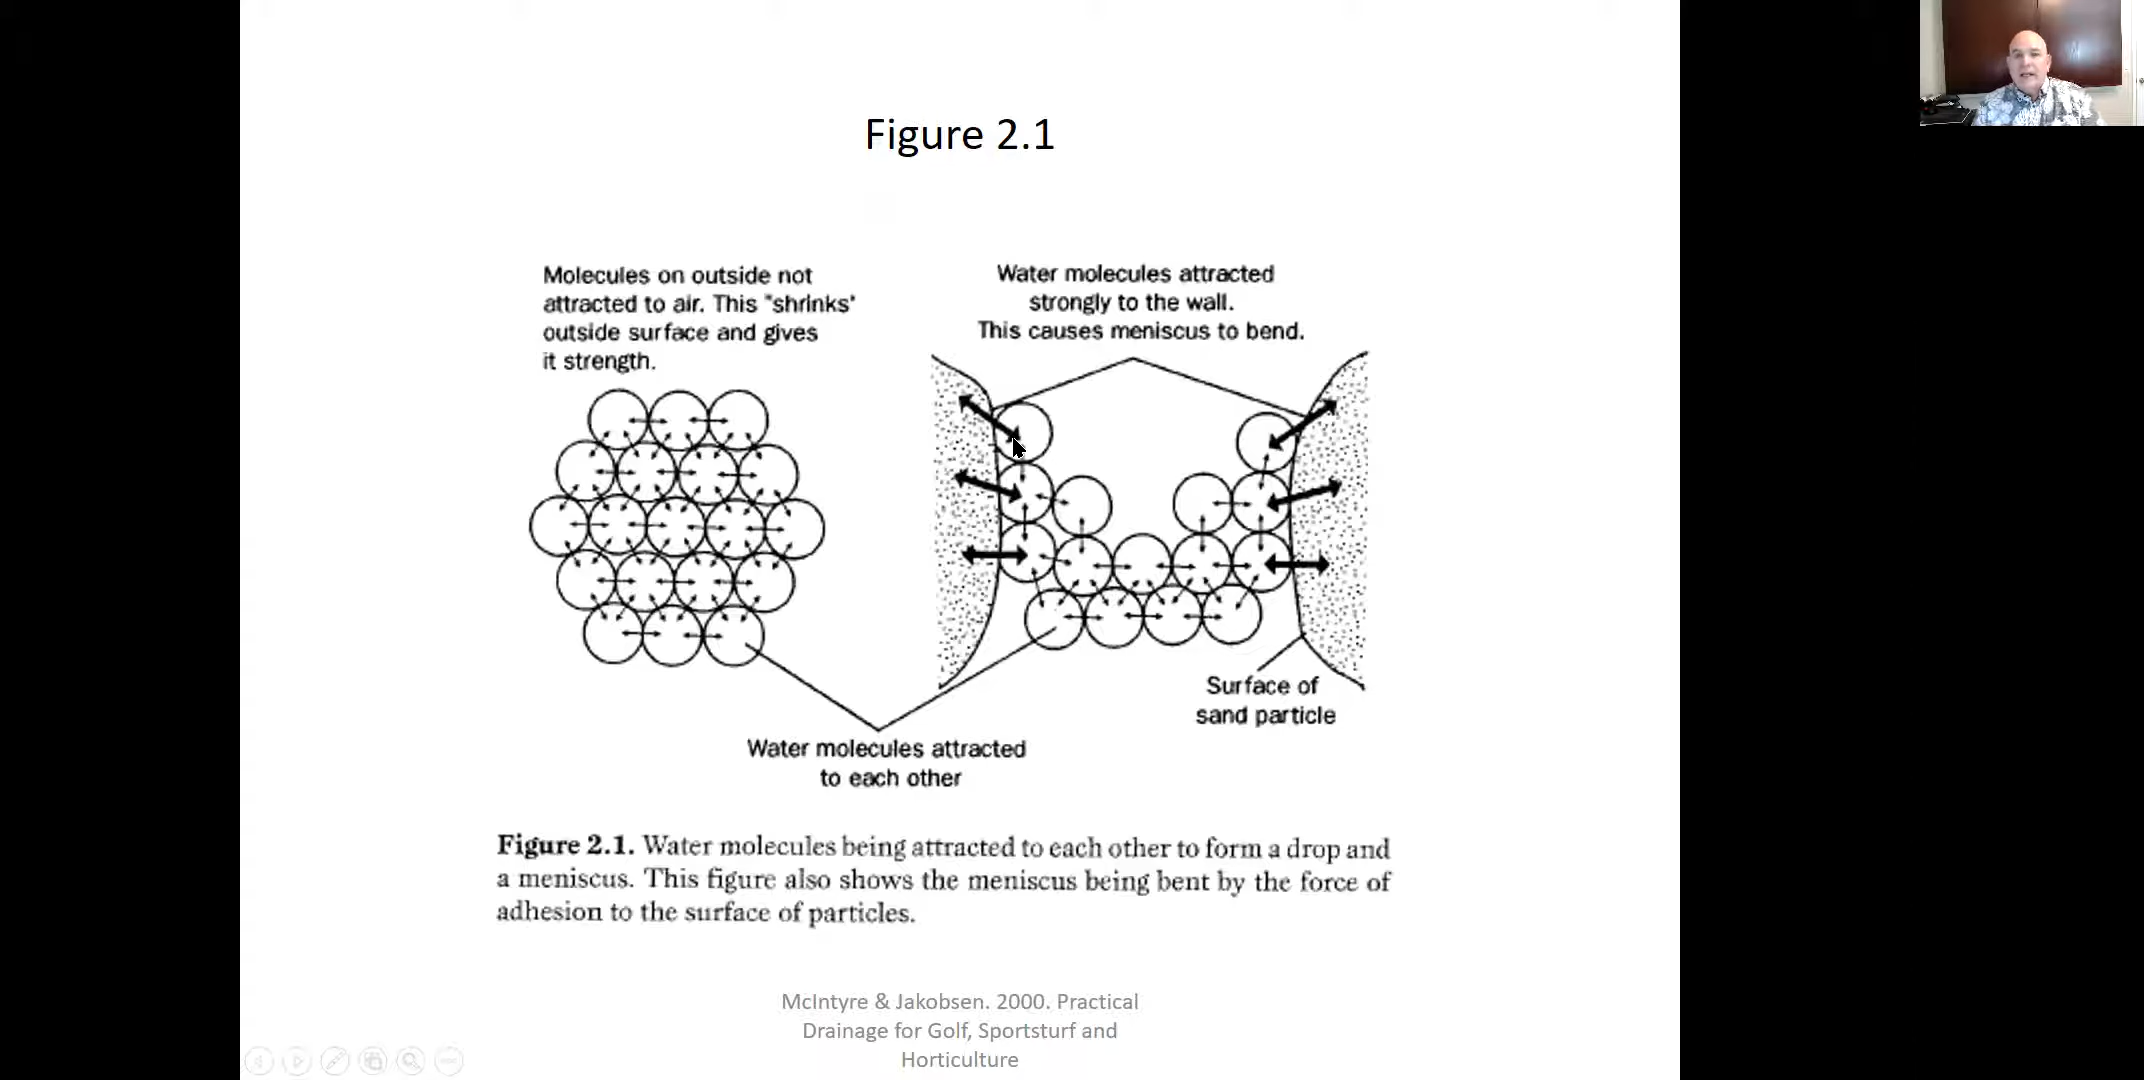 Figure 2.1
Molecules on outside not
attracted to air. This "shrinks'
outside surface and gives
it strength.
Water molecules attracted
strongly to the wall.
This causes meniscus to bend.
Surface of
sand particle
Water molecules attracted
to each other
Figure 2.1. Water molecules being attracted to each other to form a drop and
a meniscus. This figure also shows the meniscus being bent by the force of
adhesion to the surface of particles.
McIntyre & Jakobsen. 2000. Practical
Drainage for Golf, Sportsturf and
Horticulture